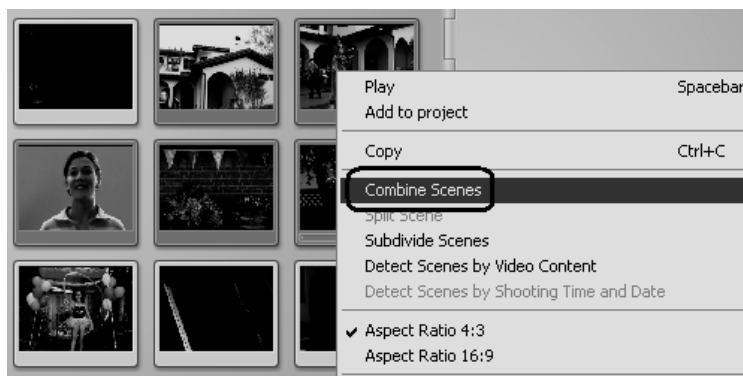 Play Spacebar
Add to project
Copy Ctrl+C
Combine Scenes
Split Scene
Subdivide Scenes
Detect Scenes by Video Content
Detect Scenes by Shooting Time and Date
Aspect Ratio 4:3
Aspect Ratio 16:9